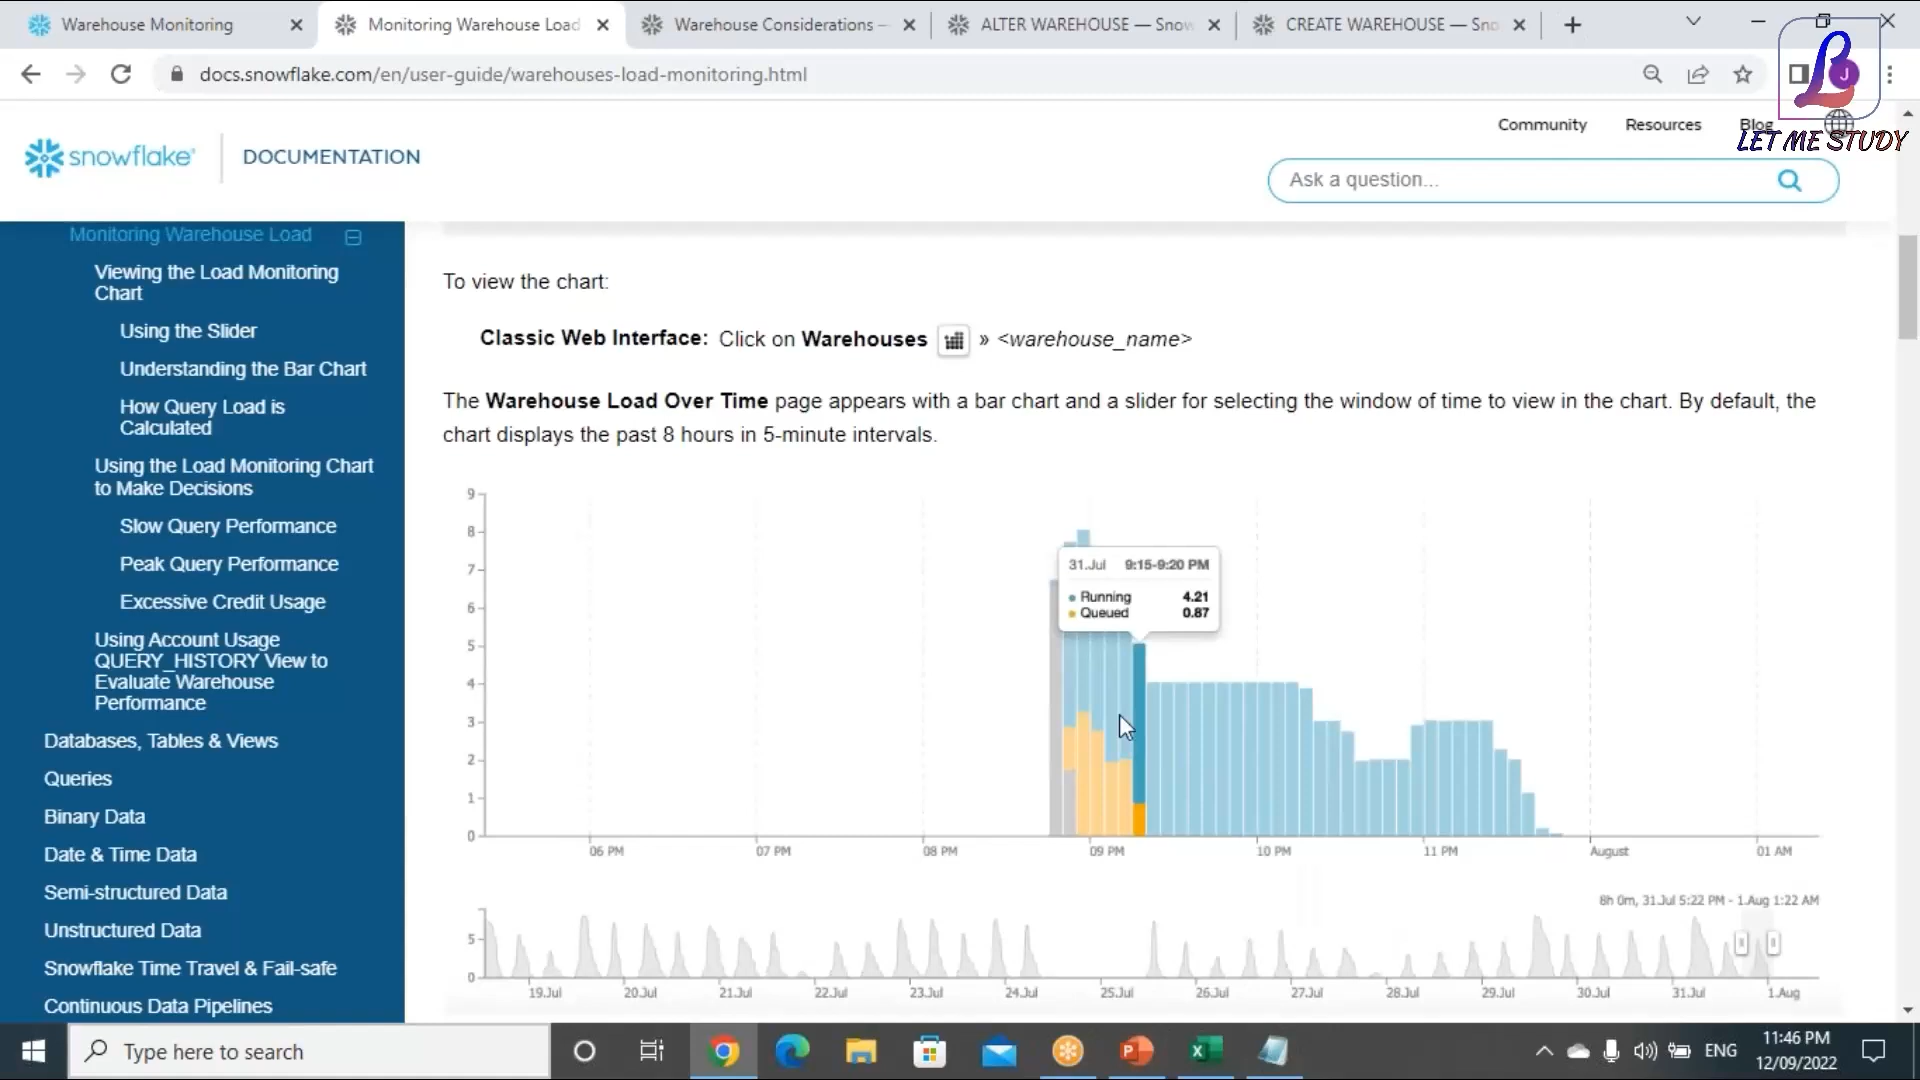 Warehouse Monitoring
Monitoring Warehouse Load
Warehouse Considerations —
ALTER WAREHOUSE — Snow
CREATE WAREHOUSE — Sno
docs.snowflake.com/en/user-guide/warehouses-load-monitoring.html
J
LET ME STUDY
Community Resources Blog
snowflake DOCUMENTATION
Ask a question...
Monitoring Warehouse Load
Viewing the Load Monitoring
Chart
Using the Slider
Understanding the Bar Chart
How Query Load is
Calculated
Using the Load Monitoring Chart
to Make Decisions
Slow Query Performance
Peak Query Performance
Excessive Credit Usage
Using Account Usage
QUERY_HISTORY View to
Evaluate Warehouse
Performance
Databases, Tables & Views
Queries
Binary Data
Date & Time Data
Semi-structured Data
Unstructured Data
Snowflake Time Travel & Fail-safe
Continuous Data Pipelines
To view the chart:
Classic Web Interface: Click on Warehouses » <warehouse_name>
The Warehouse Load Over Time page appears with a bar chart and a slider for selecting the window of time to view in the chart. By default, the
chart displays the past 8 hours in 5-minute intervals.
9
8
7
6
5
4
3
2
1
0
31.Jul 9:15-9:20 PM
Running 4.21
Queued 0.87
06 PM 07 PM 08 PM 09 PM 10 PM 11 PM August 01 AM
8h 0m, 31.Jul 5:22 PM - 1.Aug 1:22 AM
5
0
19.Jul 20.Jul 21.Jul 22.Jul 23.Jul 24.Jul 25.Jul 26.Jul 27.Jul 28.Jul 29.Jul 30.Jul 31.Jul 1.Aug
Type here to search
ENG
11:46 PM
12/09/2022